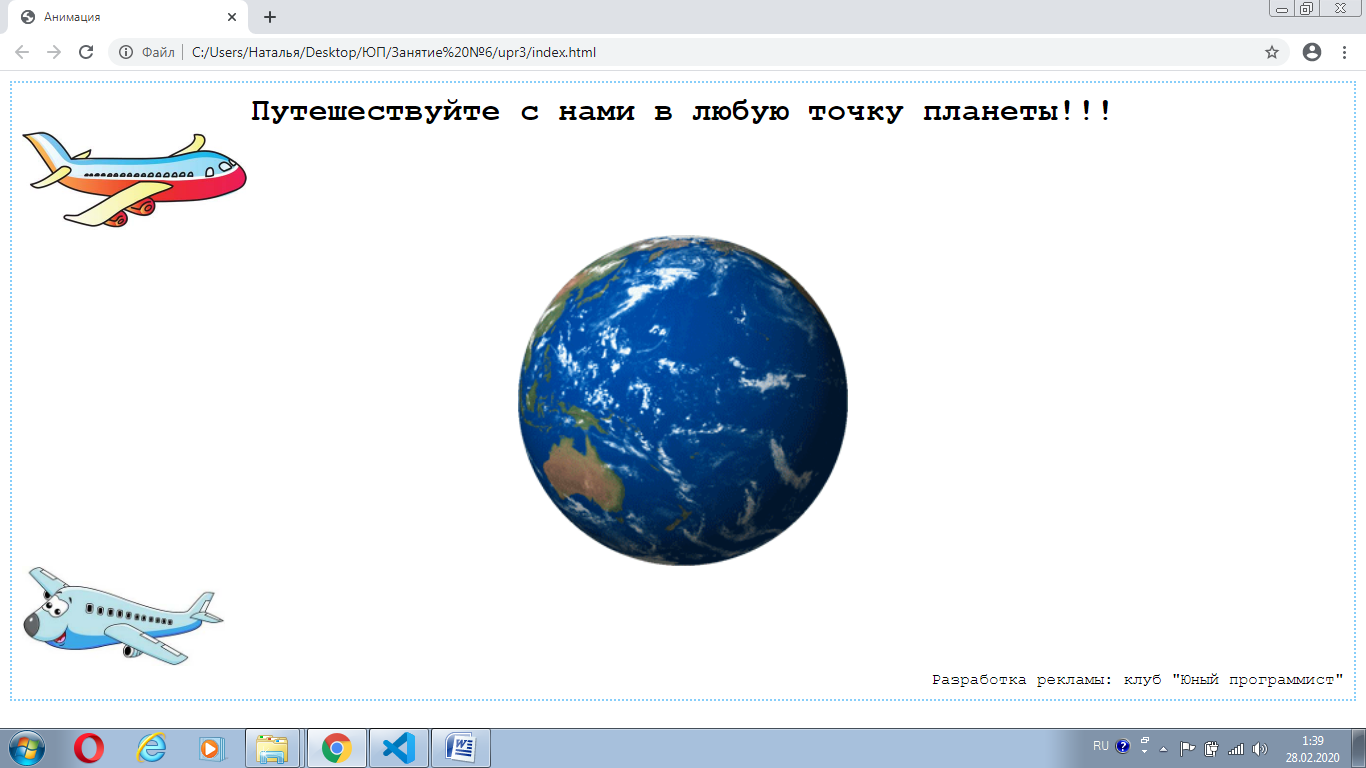 Анимация
Файл
C:/Users/Наталья/Desktop/ЮП/Занятие%20№6/upr3/index.html
Путешествуйте с нами в любую точку планеты!!!
Разработка рекламы: клуб "Юный программист"
RU
1:39
28.02.2020